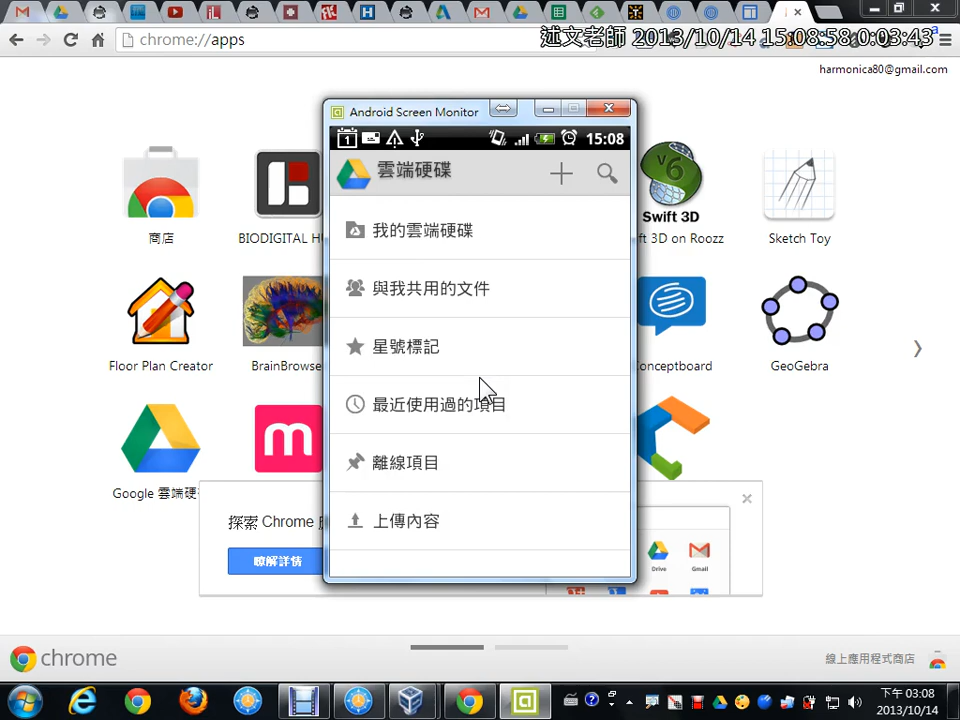 chrome://apps
述文老師 2013/10/14 15:08:58 0:03:43
harmonica80@gmail.com
Android Screen Monitor
1
15:08
雲端硬碟
我的雲端硬碟
與我共用的文件
星號標記
最近使用過的項目
離線項目
上傳內容
商店
BIODIGITAL HU
V6
Swift 3D
ft 3D on Roozz
Sketch Toy
Floor Plan Creator
BrainBrowse
onceptboard
GeoGebra
m
Google 雲端硬
探索 Chrome
瞭解詳情
Drive
Gmail
chrome
線上應用程式商店
下午 03:08
2013/10/14